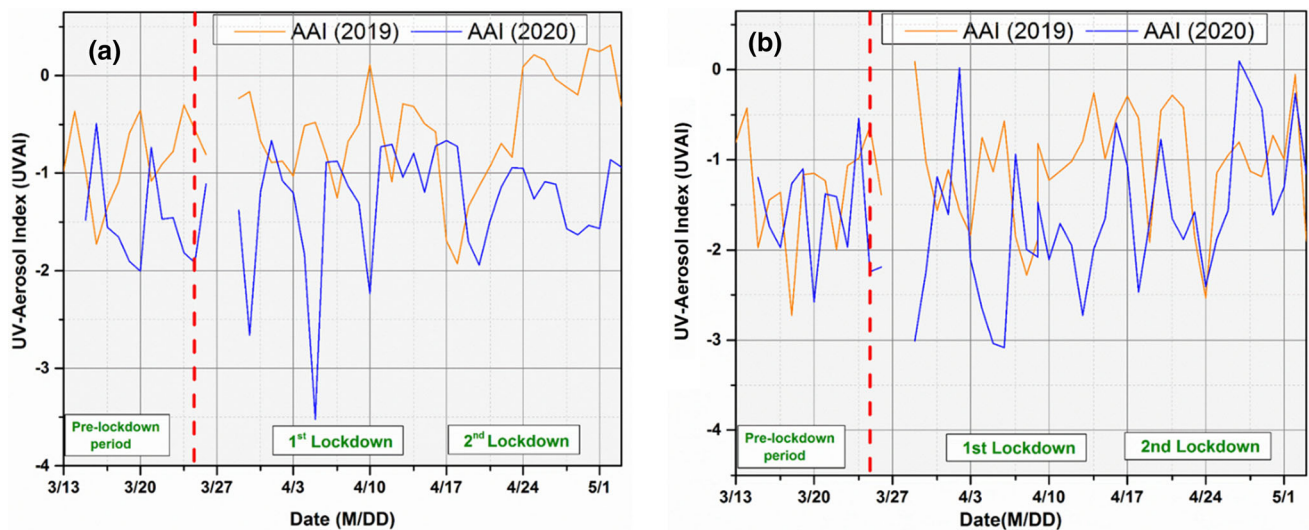 (a)
AAI (2019) AAI (2020)
UV-Aerosol Index (UVAI)
0
-1
-2
-3
-4
Pre-lockdown
period
1st Lockdown
2nd Lockdown
3/13 3/20 3/27 4/3 4/10 4/17 4/24 5/1
Date (M/DD)
(b)
AAI (2019) AAI (2020)
UV-Aerosol Index (UVAI)
0
-1
-2
-3
-4
Pre-lockdown
period
1st Lockdown
2nd Lockdown
3/13 3/20 3/27 4/3 4/10 4/17 4/24 5/1
Date(M/DD)